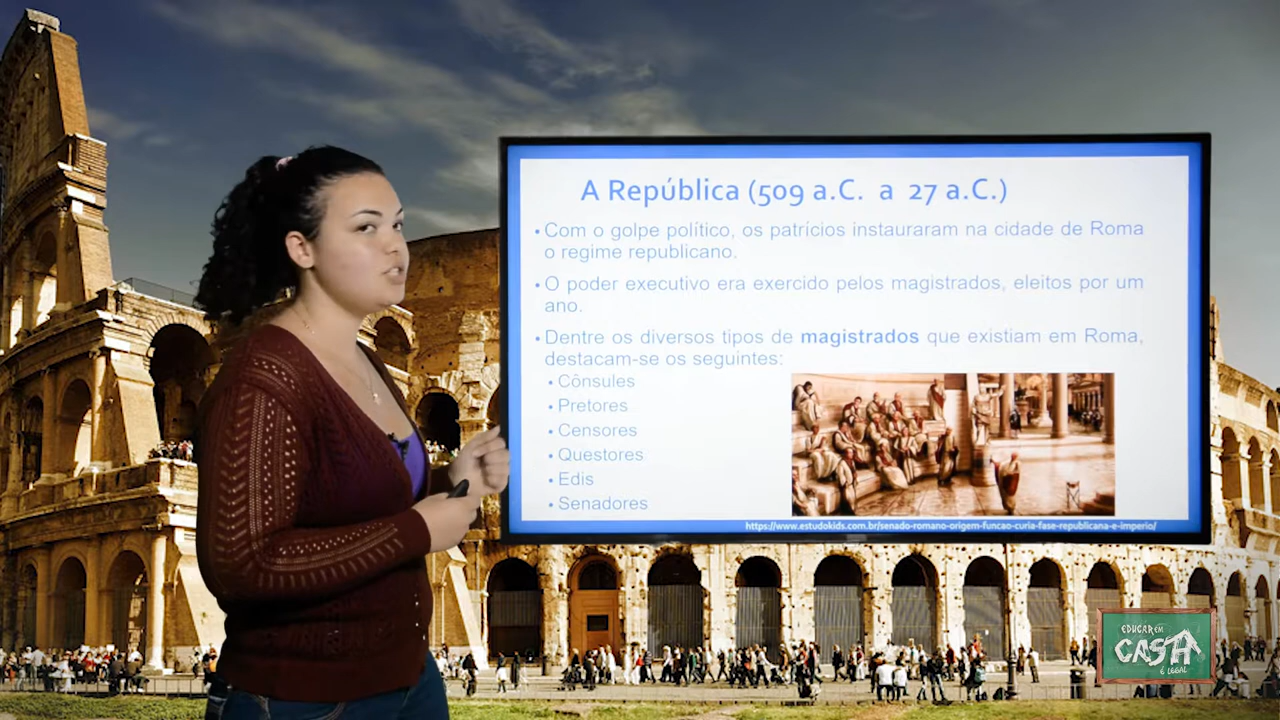 A República (509 a.C. a 27 a.C.)
• Com o golpe político, os patrícios instauraram na cidade de Roma
o regime republicano.
• O poder executivo era exercido pelos magistrados, eleitos por um
ano.
• Dentre os diversos tipos de magistrados que existiam em Roma,
destacam-se os seguintes:
• Cônsules
• Pretores
• Censores
• Questores
• Edis
• Senadores
https://www.estudokids.com.br/senado-romano-origem-funcao-curia-fase-republicana-e-imperio/
EDUCAR EM
CASA
É LEGAL